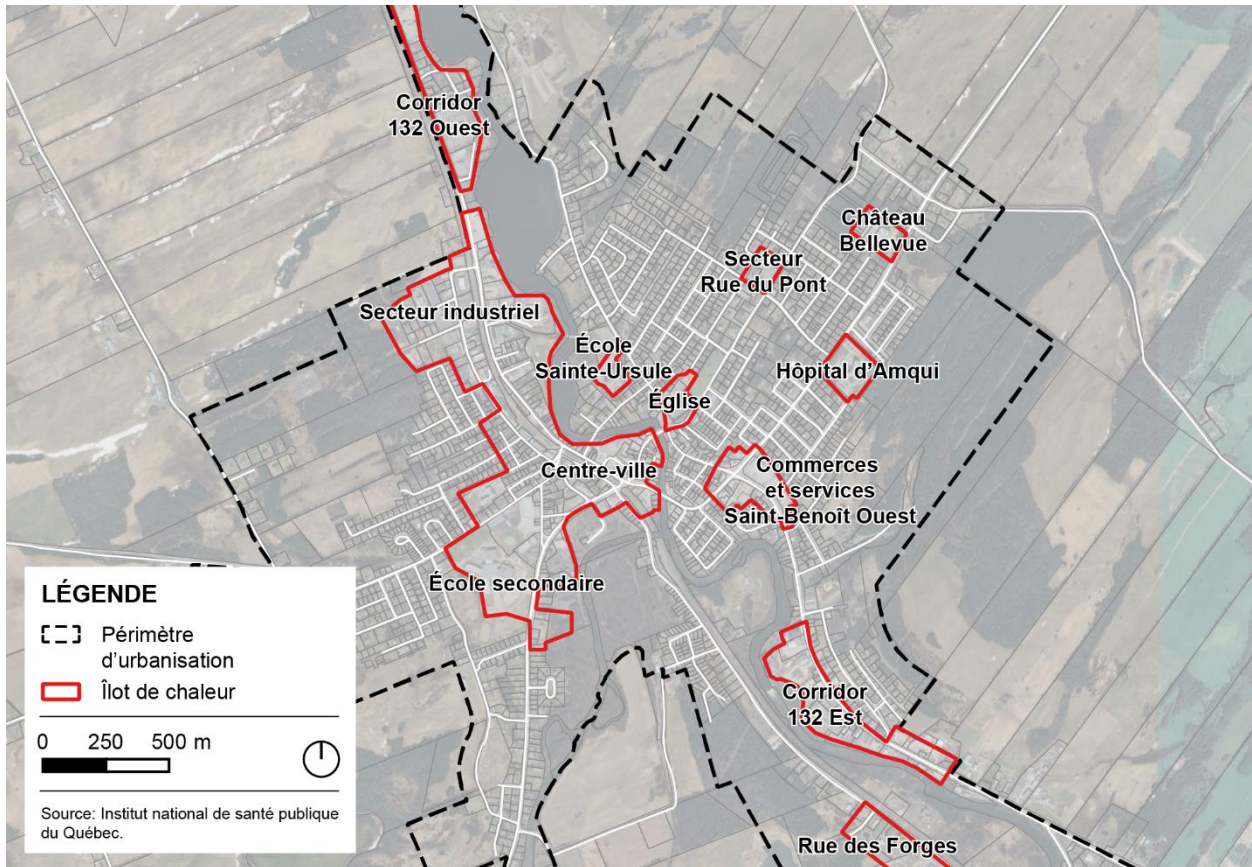 Corridor
132 Ouest
Château
Bellevue
Secteur
Rue du Pont
Secteur industriel
École
Sainte-Ursule
Hôpital d'Amqui
Église
Centre-ville
Commerces
et services
Saint-Benoît Ouest
École secondaire
Corridor
132 Est
Rue des Forges
LÉGENDE
Périmètre
d'urbanisation
Îlot de chaleur
0 250 500 m
Source: Institut national de santé publique
du Québec.